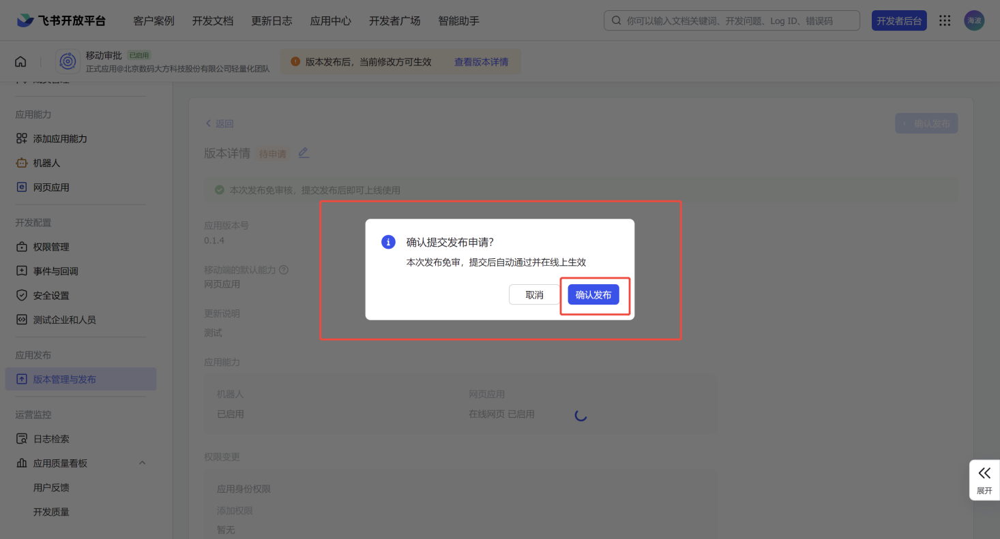 飞书开放平台
客户案例
开发文档
更新日志
应用中心
开发者广场
智能助手
你可以输入文档关键词、开发问题、Log ID、错误码
开发者后台
海波
移动审批 已启用
正式应用@北京数码大方科技股份有限公司轻量化团队
版本发布后，当前修改方可生效 查看版本详情
应用能力
添加应用能力
机器人
网页应用
开发配置
权限管理
事件与回调
安全设置
测试企业和人员
应用发布
版本管理与发布
运营监控
日志检索
应用质量看板
用户反馈
开发质量
返回
确认发布
版本详情 待申请
本次发布免审核，提交发布后即可上线使用
应用版本号
0.1.4
移动端的默认能力
网页应用
更新说明
测试
应用能力
机器人
已启用
网页应用
在线网页 已启用
权限变更
应用身份权限
添加权限
暂无
确认提交发布申请?
本次发布免审，提交后自动通过并在线上生效
取消
确认发布
展开